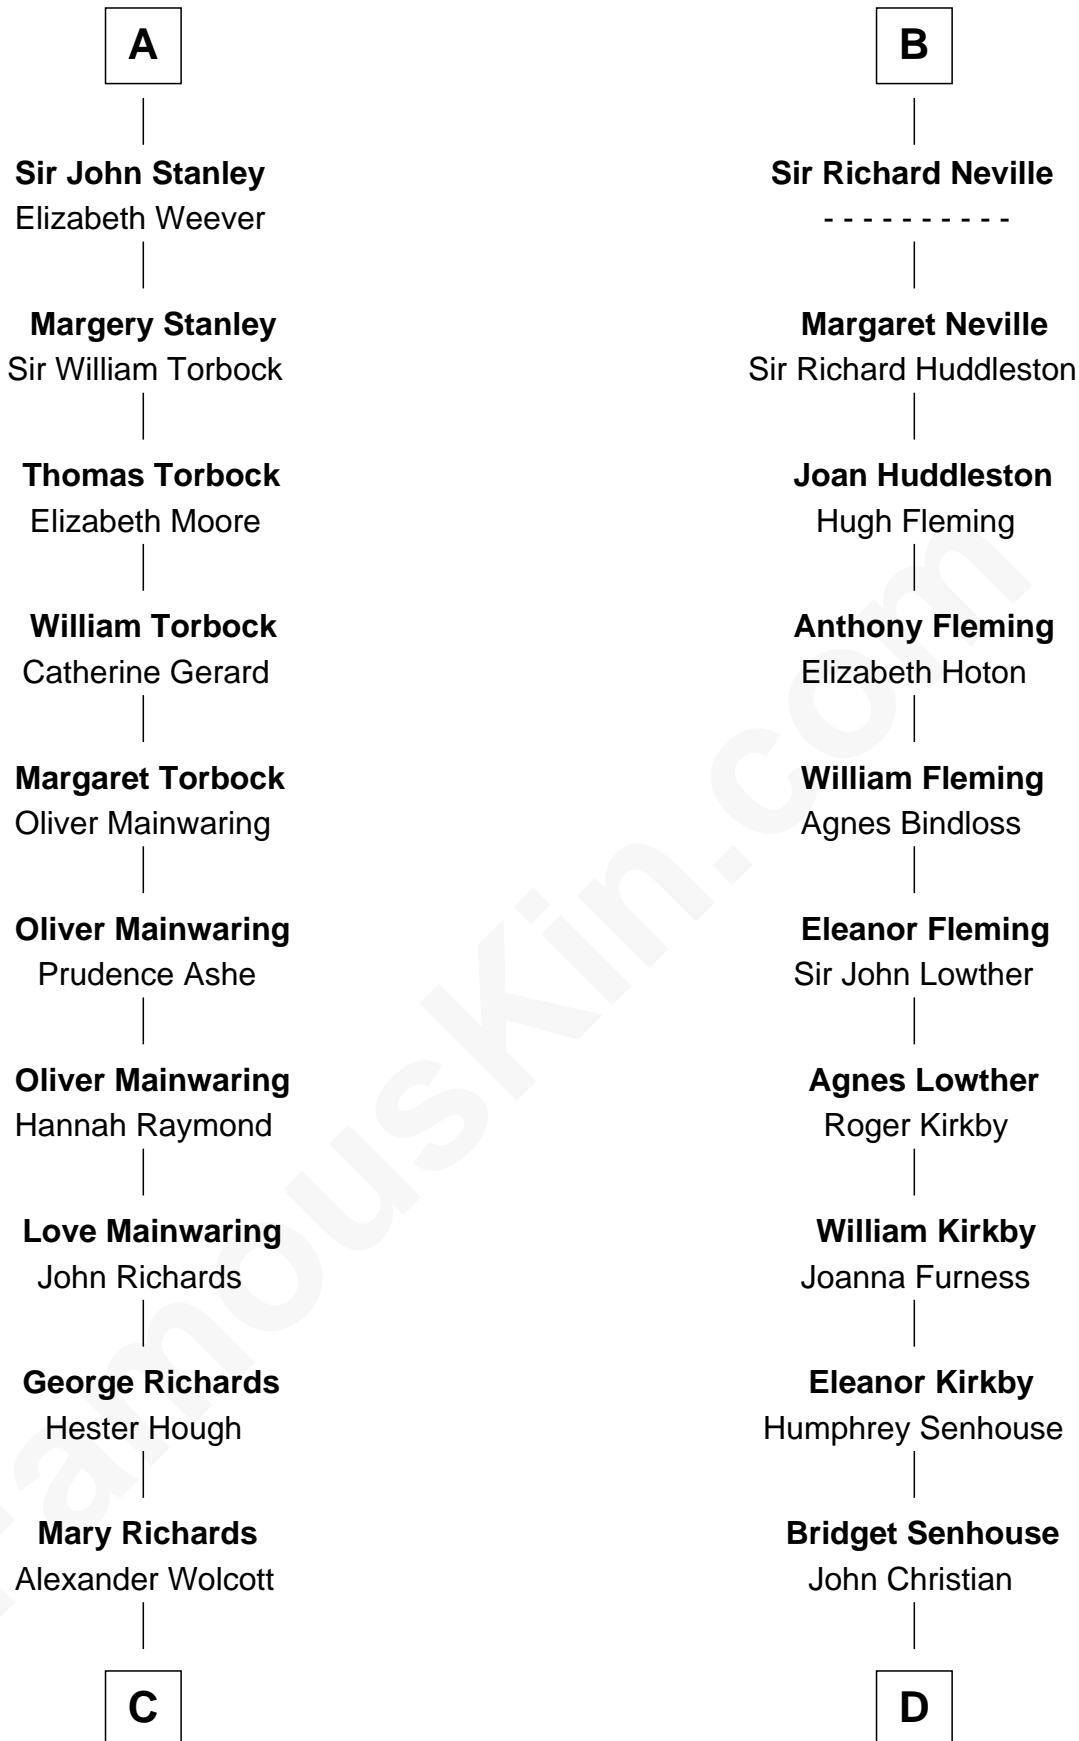 A
Sir John Stanley
Elizabeth Weever
Margery Stanley
Sir William Torbock
Thomas Torbock
Elizabeth Moore
William Torbock
Catherine Gerard
Margaret Torbock
Oliver Mainwaring
Oliver Mainwaring
Prudence Ashe
Oliver Mainwaring
Hannah Raymond
Love Mainwaring
John Richards
George Richards
Hester Hough
Mary Richards
Alexander Wolcott
C
B
Sir Richard Neville
- - - - - - - - - -
Margaret Neville
Sir Richard Huddleston
Joan Huddleston
Hugh Fleming
Anthony Fleming
Elizabeth Hoton
William Fleming
Agnes Bindloss
Eleanor Fleming
Sir John Lowther
Agnes Lowther
Roger Kirkby
William Kirkby
Joanna Furness
Eleanor Kirkby
Humphrey Senhouse
Bridget Senhouse
John Christian
D
FamousKin.com